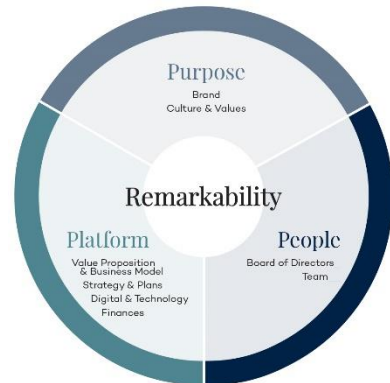 Purpose
Brand
Culture & Values
Remarkability
Platform
Value Proposition
& Business Model
Strategy & Plans
Digital & Technology
Finances
People
Board of Directors
Team